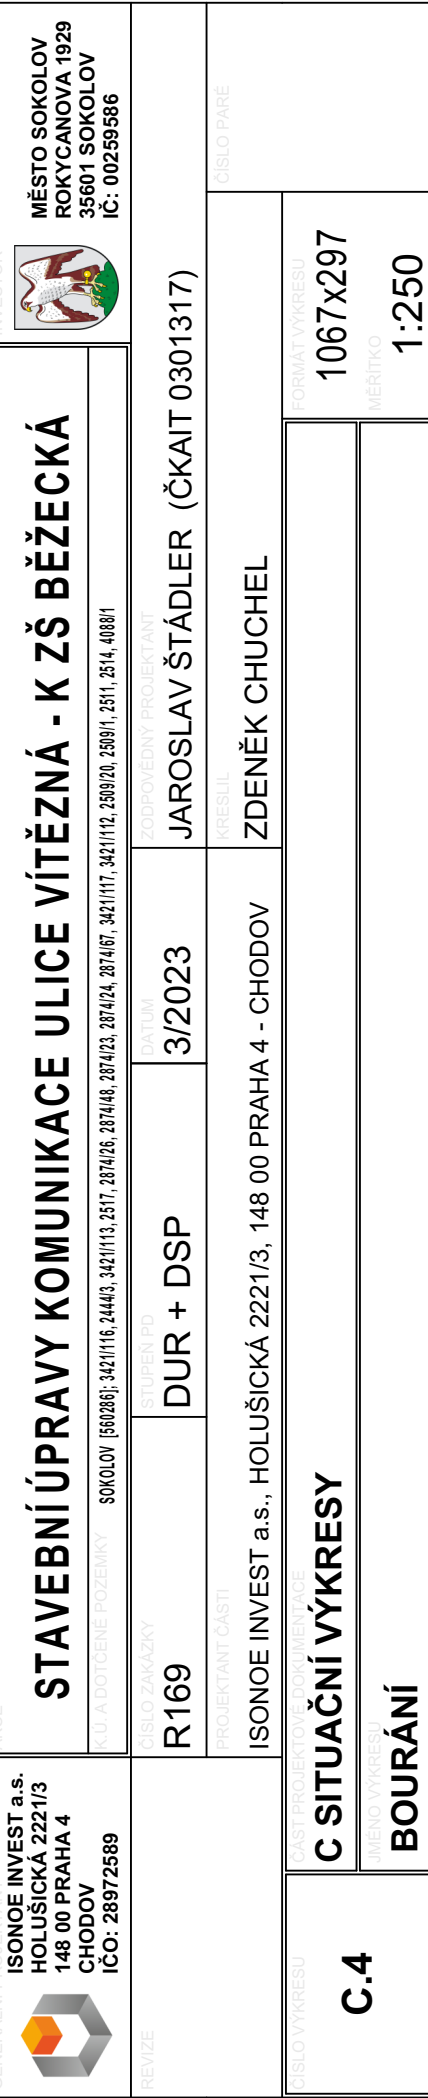 ISONOE INVEST a.s.
HOLUŠICKÁ 2221/3
148 00 PRAHA 4
CHODOV
IČO: 28972589
STAVEBNÍ ÚPRAVY KOMUNIKACE ULICE VÍTĚZNÁ - K ZŠ BĚŽECKÁ
K.Ú. A DOTČENÉ POZEMKY
SOKOLOV [560286]; 3421/116, 2444/3, 3421/113, 2517, 2874/26, 2874/48, 2874/23, 2874/24, 2874/67, 3421/117, 3421/112, 2509/20, 2509/1, 2511, 2514, 4088/1
MĚSTO SOKOLOV
ROKYCANOVA 1929
35601 SOKOLOV
IČ: 00259586
REVIZE
ČÍSLO ZAKÁZKY
R169
STUPEŇ PD
DUR + DSP
DATUM
3/2023
ZODPOVĚDNÝ PROJEKTANT
JAROSLAV ŠTÁDLER (ČKAIT 0301317)
PROJEKTANT ČÁSTI
ISONOE INVEST a.s., HOLUŠICKÁ 2221/3, 148 00 PRAHA 4 - CHODOV
KRESLIL
ZDENĚK CHUCHEL
ČÍSLO PARÉ
ČÍSLO VÝKRESU
C.4
ČÁST PROJEKTOVÉ DOKUMENTACE
C SITUAČNÍ VÝKRESY
JMÉNO VÝKRESU
BOURÁNÍ
FORMÁT VÝKRESU
1067x297
MĚŘÍTKO
1:250